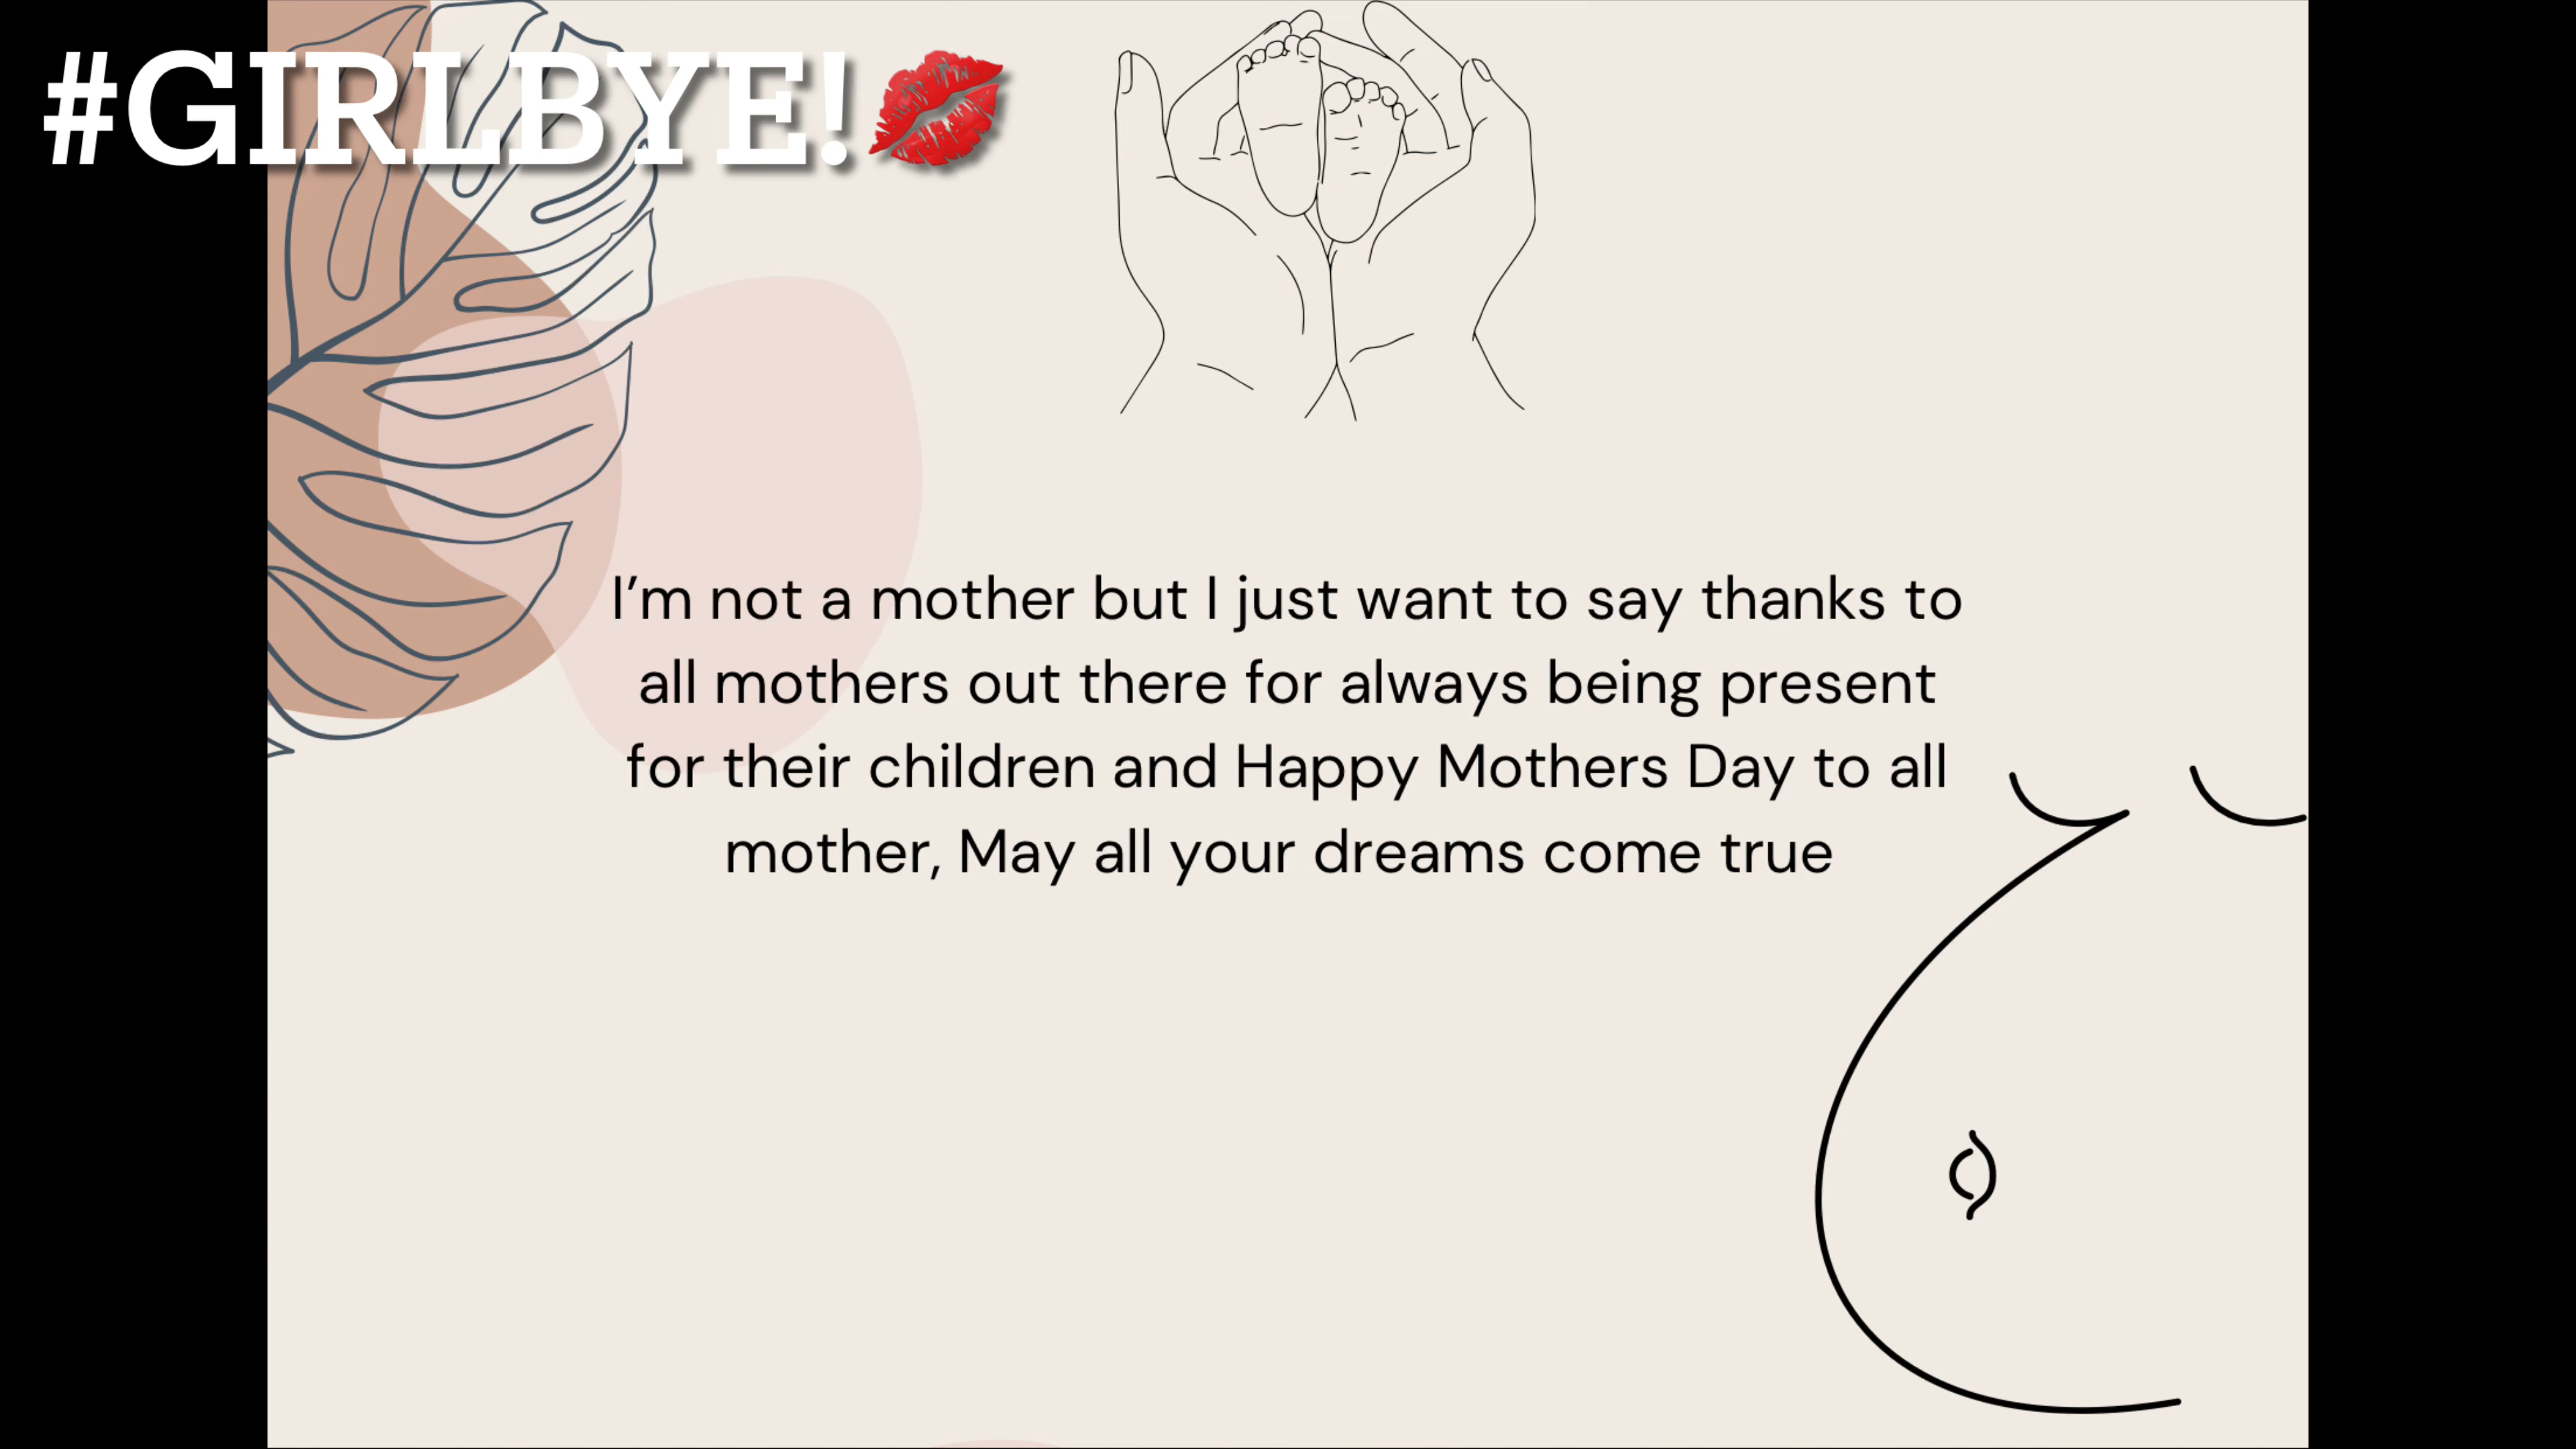 #GIRLBYE!💋
I’m not a mother but I just want to say thanks to
all mothers out there for always being present
for their children and Happy Mothers Day to all
mother, May all your dreams come true